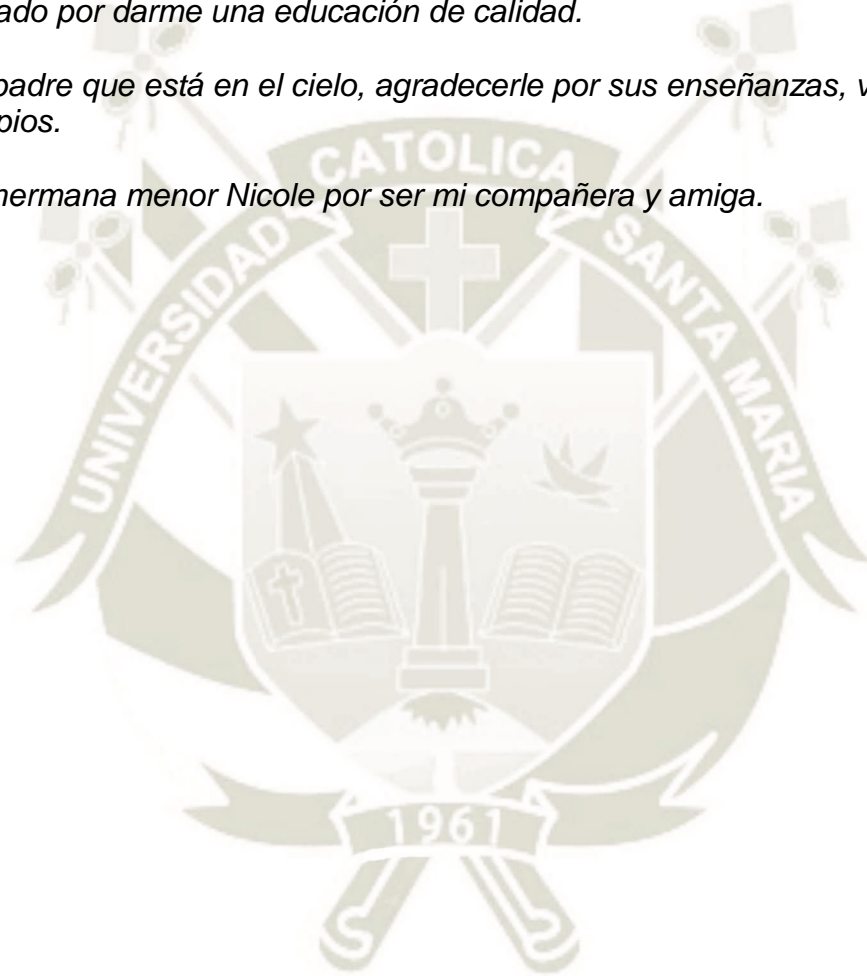 ado por darme una educación de calidad.
padre que está en el cielo, agradecerle por sus enseñanzas, v
pios.
hermana menor Nicole por ser mi compañera y amiga.
UNIVERSIDAD CATOLICA SANTA MARIA
1961